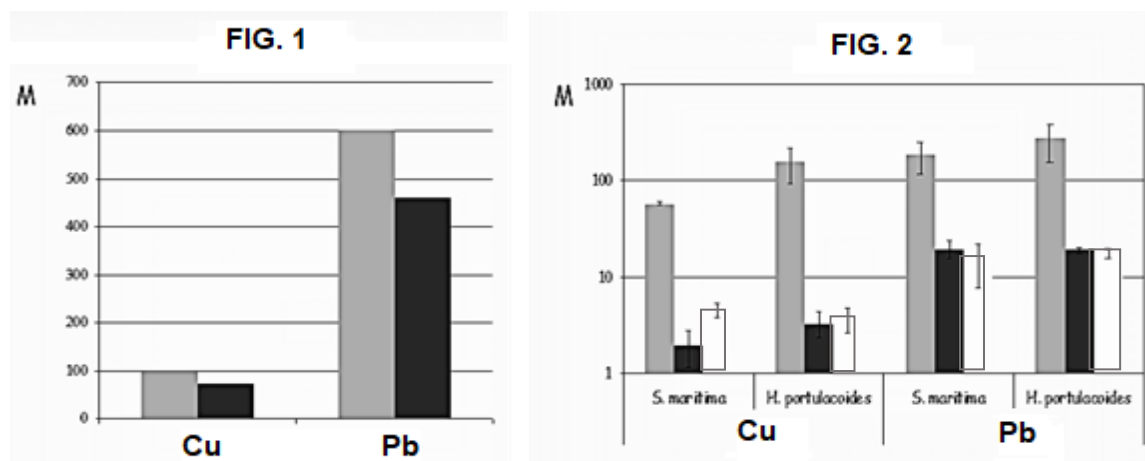 FIG. 1
M
700
600
500
400
300
200
100
0
Cu Pb
FIG. 2
M
1000
100
10
1
S. maritima H. portulacoides S. maritima H. portulacoides
Cu Pb